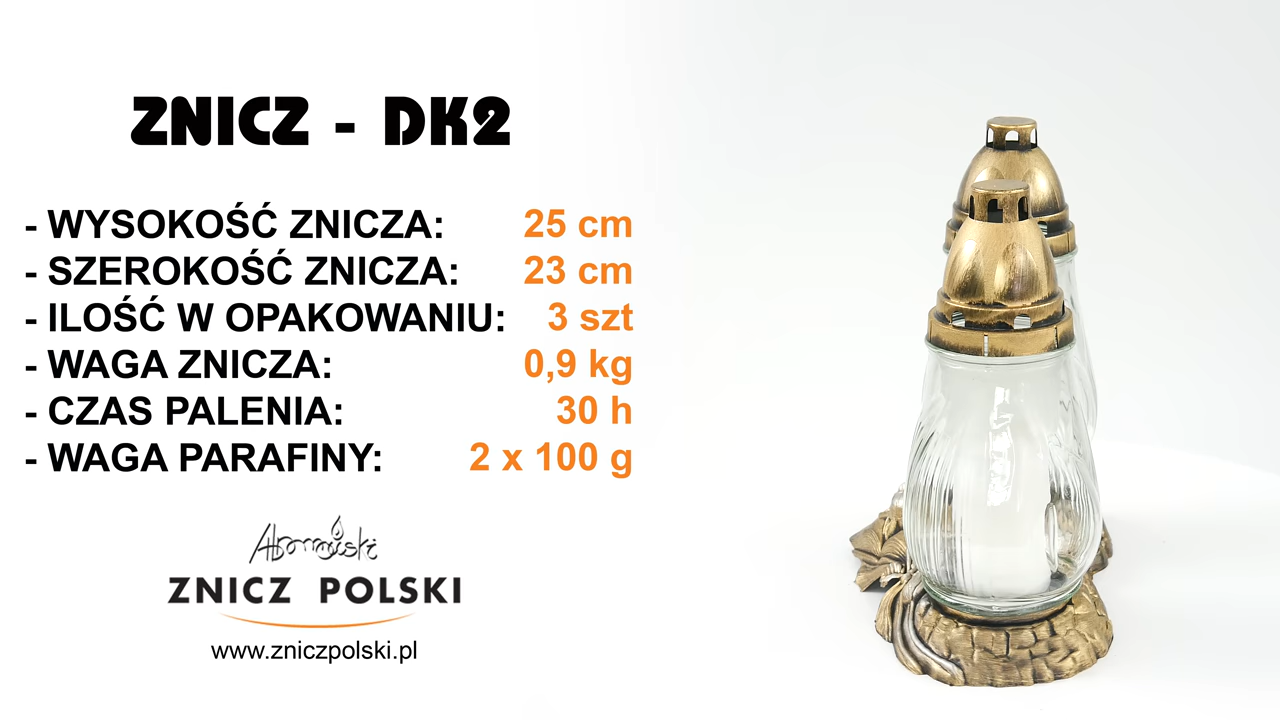 ZNICZ - DK2
- WYSOKOŚĆ ZNICZA: 25 cm
- SZEROKOŚĆ ZNICZA: 23 cm
- ILOŚĆ W OPAKOWANIU: 3 szt
- WAGA ZNICZA: 0,9 kg
- CZAS PALENIA: 30 h
- WAGA PARAFINY: 2 x 100 g
ZNICZ POLSKI
www.zniczpolski.pl